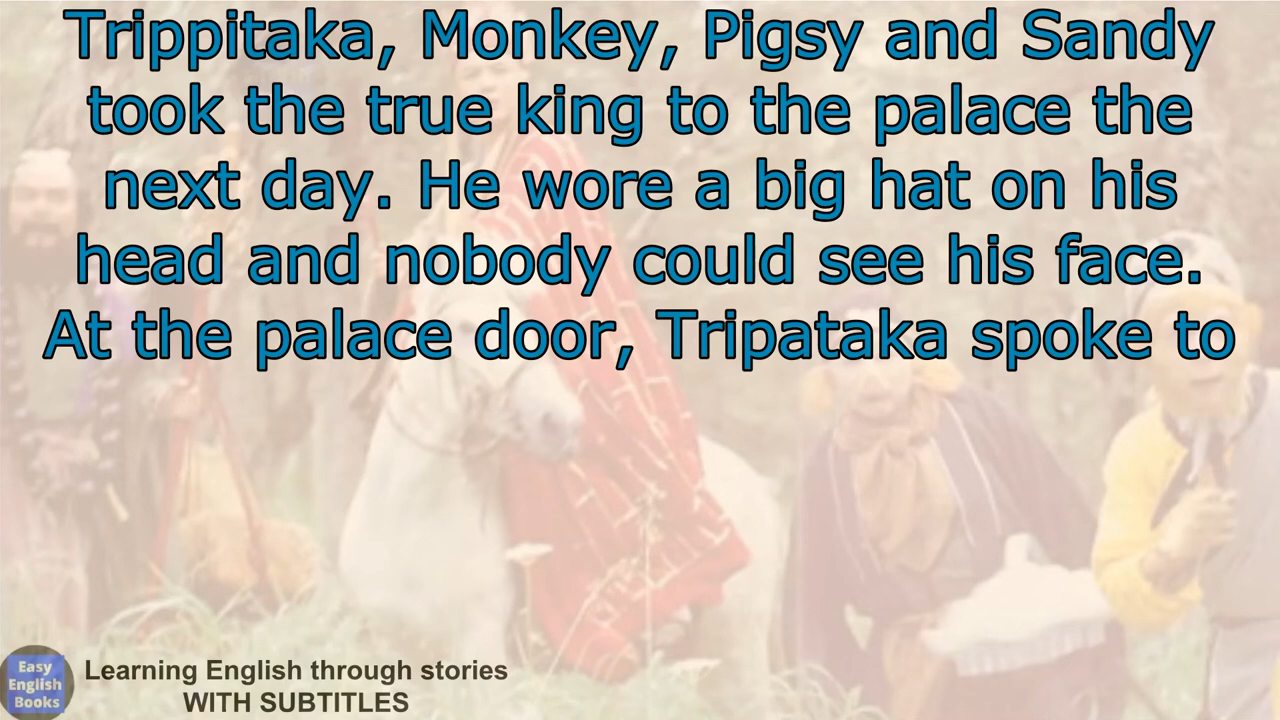 Trippitaka, Monkey, Pigsy and Sandy
took the true king to the palace the
next day. He wore a big hat on his
head and nobody could see his face.
At the palace door, Tripataka spoke to
Easy
English
Books
Learning English through stories
WITH SUBTITLES